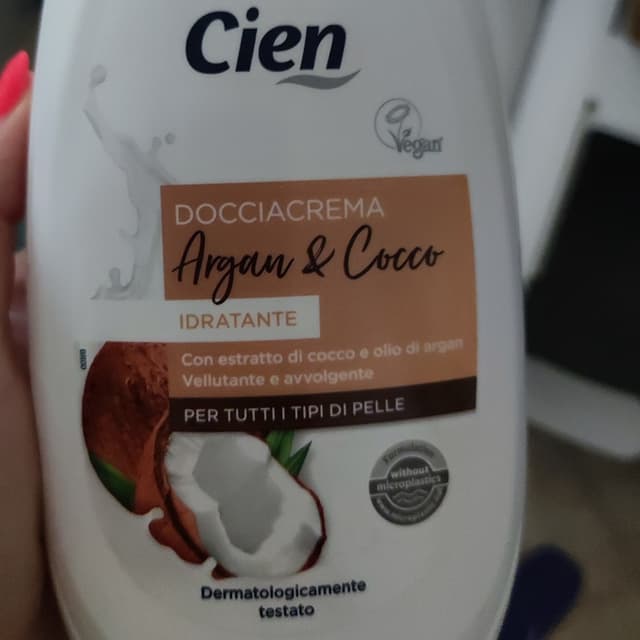 Cien
Vegan
DOCCIACREMA
Argan & Cocco
IDRATANTE
Con estratto di cocco e olio di argan
Vellutante e avvolgente
PER TUTTI I TIPI DI PELLE
Formulation
without
microplastics
Dermatologicamente
testato